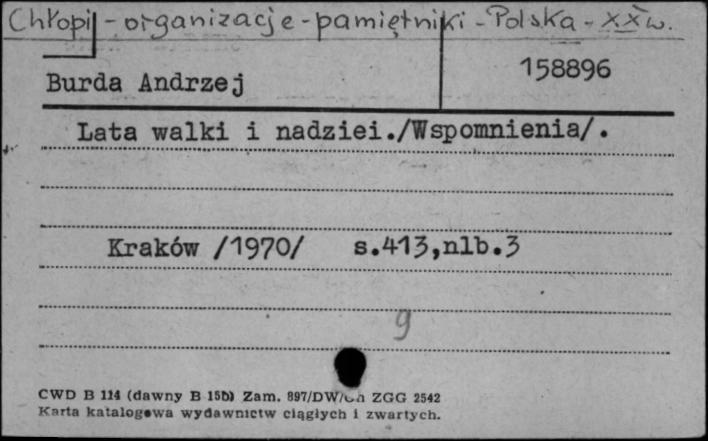 Chłopi - organizacje - pamiętniki - Polska - XX w.
Burda Andrzej
158896
Lata walki i nadziei./Wspomnienia/.
Kraków /1970/ s.413,nlb.3
9
CWD B 114 (dawny B 15b) Zam. 897/DW/ ZGG 2542
Karta katalogowa wydawnictw ciągłych i zwartych.